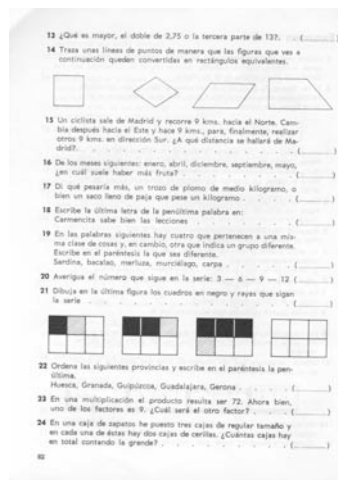 13 ¿Qué es mayor, el doble de 2,75 o la tercera parte de 13?. (
14 Traza unas líneas de puntos de manera que las figuras que ves a
continuación queden convertidas en rectángulos equivalentes.
15 Un ciclista sale de Madrid y recorre 9 kms. hacia el Norte. Cam-
bia después hacia el Este y hace 9 kms., para, finalmente, realizar
otros 9 kms. en dirección Sur. ¿A qué distancia se hallará de Ma-
drid?. . . . . . . . . . . . . . (
16 De los meses siguientes: enero, abril, diciembre, septiembre, mayo,
¿en cuál suele haber más fruta? . . . . . . . (
17 Di qué pesaría más, un trozo de plomo de medio kilogramo, o
bien un saco lleno de paja que pese un kilogramo . . . . (
18 Escribe la última letra de la penúltima palabra en:
Carmencita sabe bien las lecciones . . . . . . (
19 En las palabras siguientes hay cuatro que pertenecen a una mis-
ma clase de cosas y, en cambio, otra que indica un grupo diferente.
Escribe en el paréntesis la que sea diferente.
Sardina, bacalao, merluza, murciélago, carpa . . . . . (
20 Averigua el número que sigue en la serie: 3 — 6 — 9 — 12 (
21 Dibuja en la última figura los cuadros en negro y rayas que sigan
la serie . . . . . . . . . . . . . (
22 Ordena las siguientes provincias y escribe en el paréntesis la pen-
última.
Huesca, Granada, Guipúzcoa, Guadalajara, Gerona . . . . (
23 En una multiplicación el producto resulta ser 72. Ahora bien,
uno de los factores es 9. ¿Cuál será el otro factor? . . . . (
24 En una caja de zapatos he puesto tres cajas de regular tamaño y
en cada una de éstas hay dos cajas de cerillas. ¿Cuántas cajas hay
en total contando la grande? . . . . . . . . (